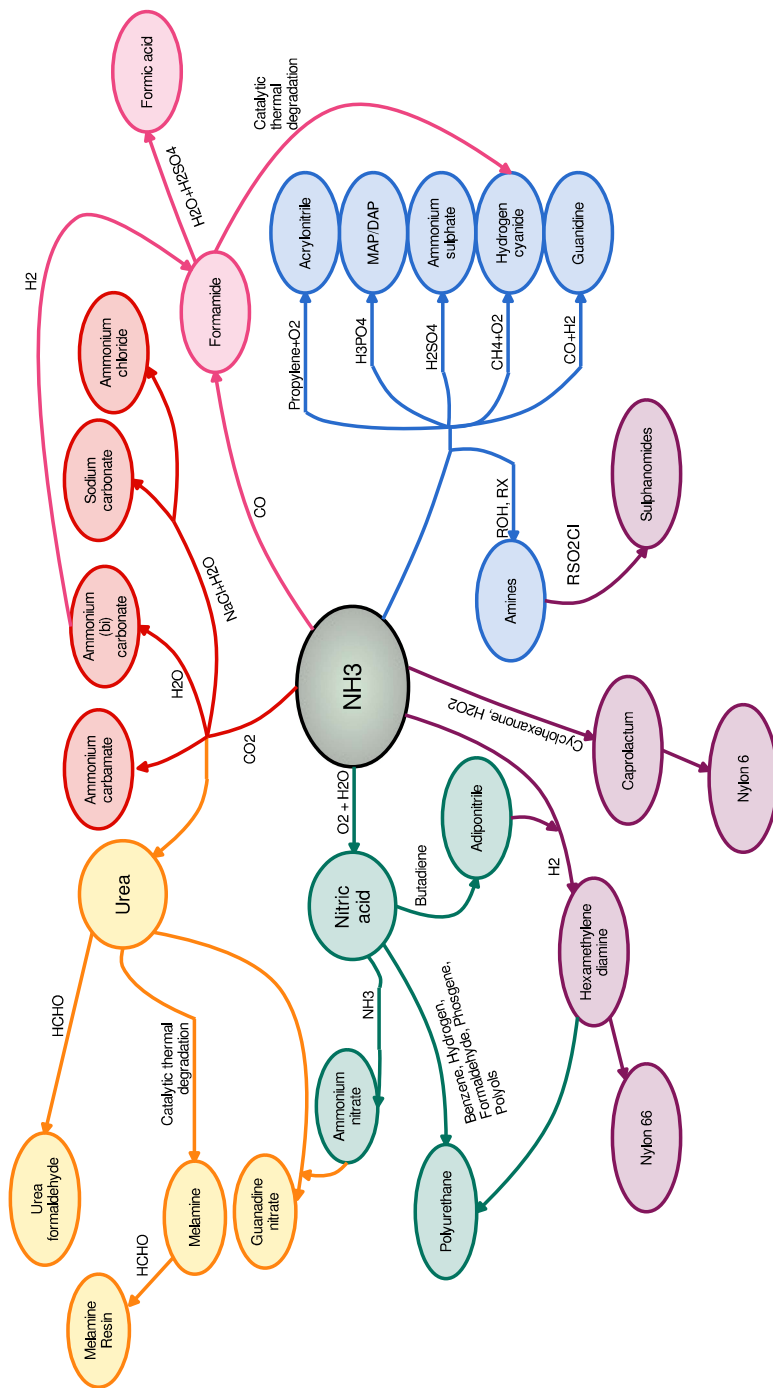 Melamine
Resin
HCHO
Urea
formaldehyde
HCHO
Melamine
Catalytic thermal
degradation
Guanadine
nitrate
Urea
Ammonium
carbamate
Ammonium
(bi)
carbonate
Sodium
carbonate
Ammonium
chloride
H2O
NaCl+H2O
CO2
H2
Formic acid
H2O+H2SO4
Formamide
Catalytic
thermal
degradation
CO
NH3
Acrylonitrile
MAP/DAP
Ammonium
sulphate
Hydrogen
cyanide
Guanidine
Propylene+O2
H3PO4
H2SO4
CH4+O2
CO+H2
ROH, RX
Amines
RSO2Cl
Sulphanomides
O2 + H2O
Nitric
acid
NH3
Ammonium
nitrate
Butadiene
Adiponitrile
Benzene, Hydrogen,
Formaldehyde, Phosgene,
Polyols
Polyurethane
H2
Hexamethylene
diamine
Nylon 66
Cyclohexanone, H2O2
Caprolactum
Nylon 6